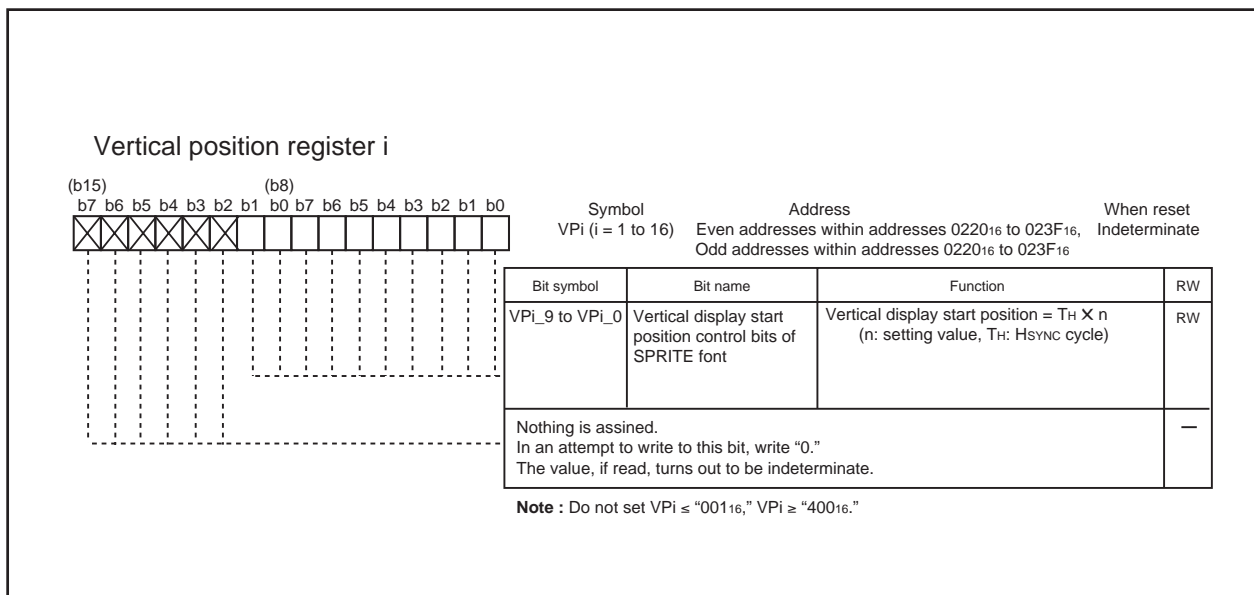 Vertical position register i
(b15) (b8)
b7 b6 b5 b4 b3 b2 b1 b0 b7 b6 b5 b4 b3 b2 b1 b0
Symbol Address When reset
VPi (i = 1 to 16) Even addresses within addresses 022016 to 023F16, Indeterminate
Odd addresses within addresses 022016 to 023F16
Bit symbol Bit name Function RW
VPi_9 to VPi_0 Vertical display start Vertical display start position = TH X n RW
position control bits of (n: setting value, TH: HSYNC cycle)
SPRITE font
Nothing is assined. —
In an attempt to write to this bit, write “0.”
The value, if read, turns out to be indeterminate.
Note : Do not set VPi ≤ “00116,” VPi ≥ “40016.”